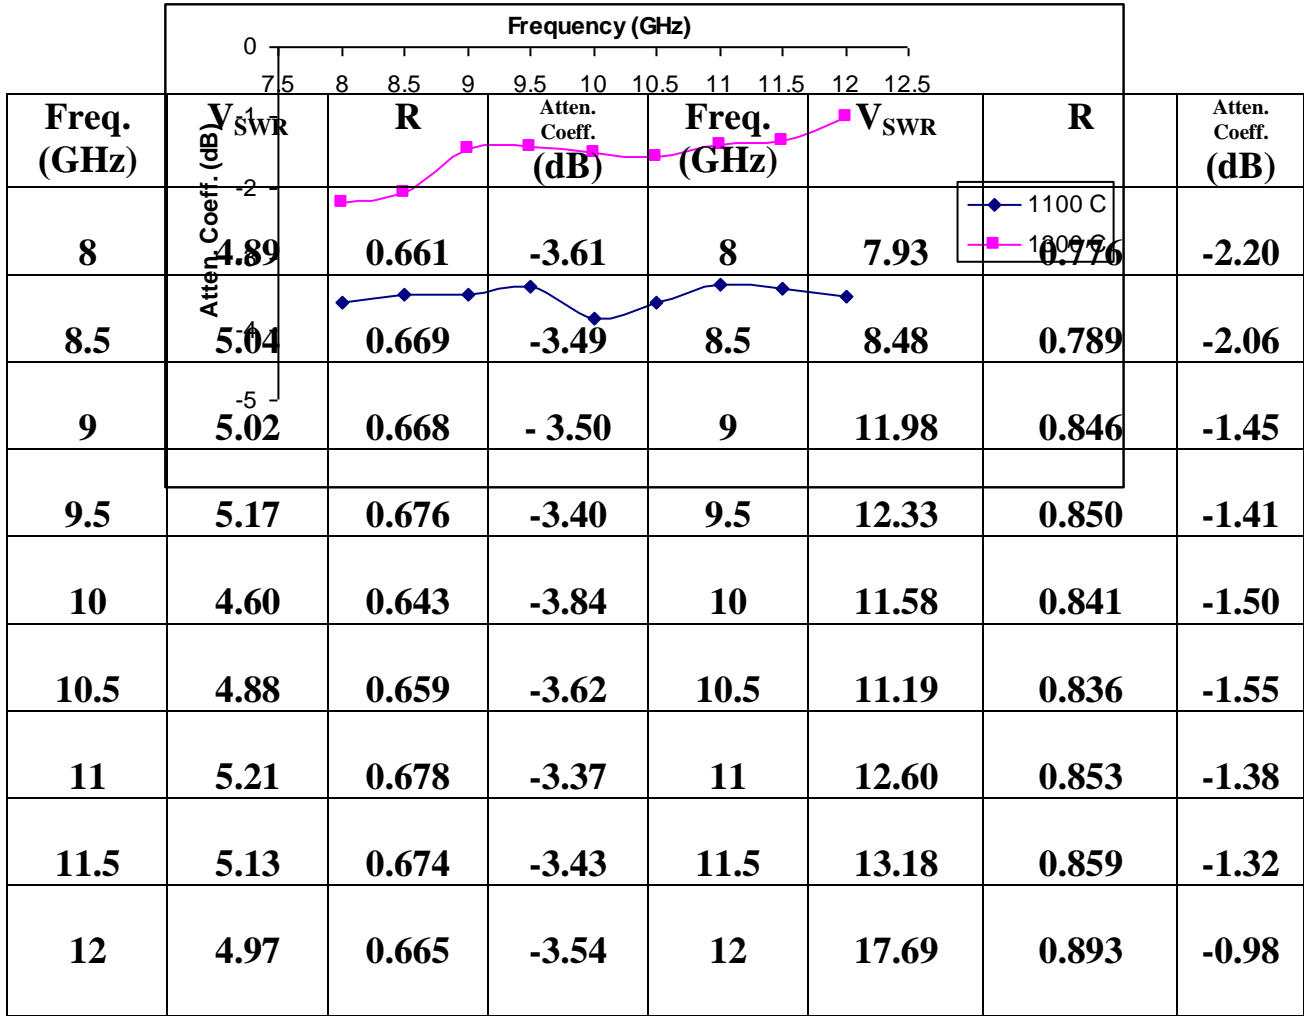 Frequency (GHz)
0
7.5 8 8.5 9 9.5 10 10.5 11 11.5 12 12.5
-1
-2
-4
-5
Atten. Coeff. (dB)
1100 C
C
Freq. (GHz) VSWR R Atten. Coeff. (dB) Freq. (GHz) VSWR R Atten. Coeff. (dB)
8 4.89 0.661 -3.61 8 7.93 0.776 -2.20
8.5 5.04 0.669 -3.49 8.5 8.48 0.789 -2.06
9 5.02 0.668 - 3.50 9 11.98 0.846 -1.45
9.5 5.17 0.676 -3.40 9.5 12.33 0.850 -1.41
10 4.60 0.643 -3.84 10 11.58 0.841 -1.50
10.5 4.88 0.659 -3.62 10.5 11.19 0.836 -1.55
11 5.21 0.678 -3.37 11 12.60 0.853 -1.38
11.5 5.13 0.674 -3.43 11.5 13.18 0.859 -1.32
12 4.97 0.665 -3.54 12 17.69 0.893 -0.98